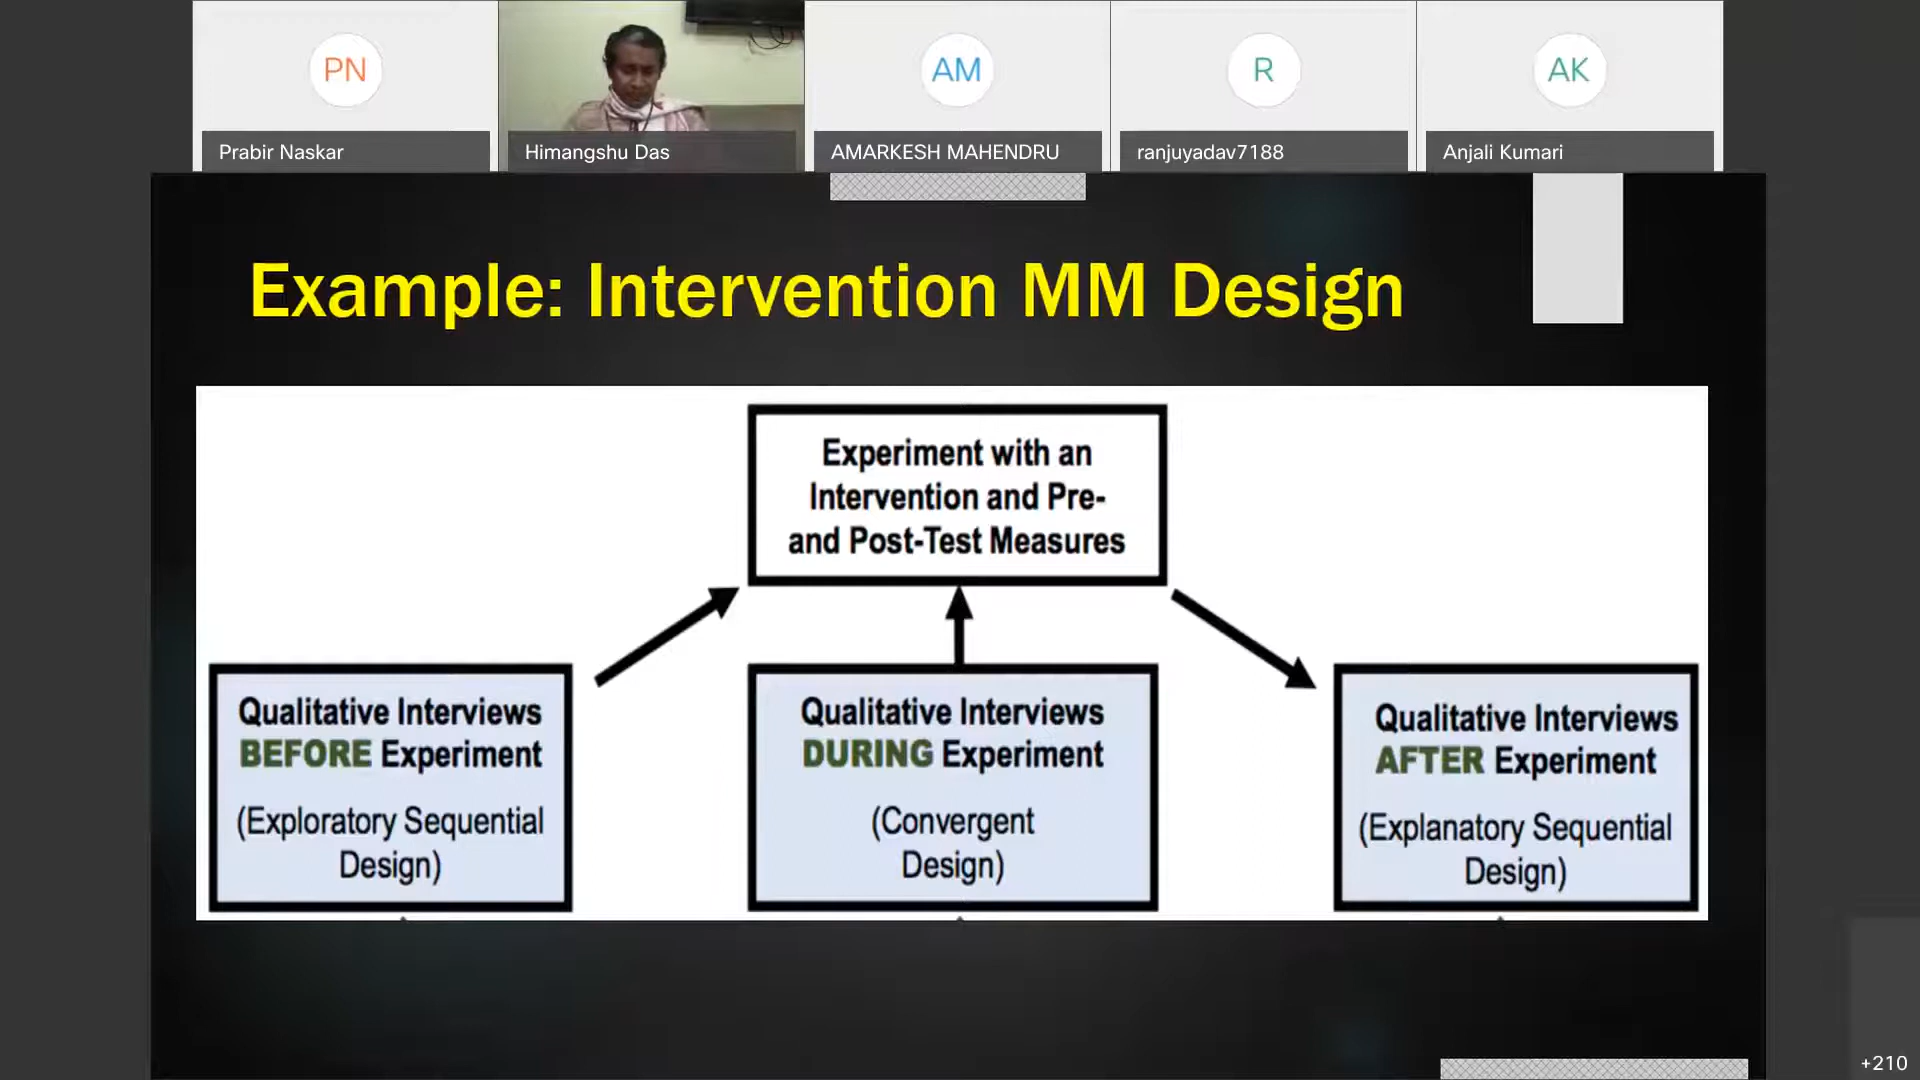 PN
AM
R
AK
Prabir Naskar
Himangshu Das
AMARKESH MAHENDRU
ranjuyadav7188
Anjali Kumari
Example: Intervention MM Design
Experiment with an
Intervention and Pre-
and Post-Test Measures
Qualitative Interviews
BEFORE Experiment
(Exploratory Sequential
Design)
Qualitative Interviews
DURING Experiment
(Convergent
Design)
Qualitative Interviews
AFTER Experiment
(Explanatory Sequential
Design)
+210